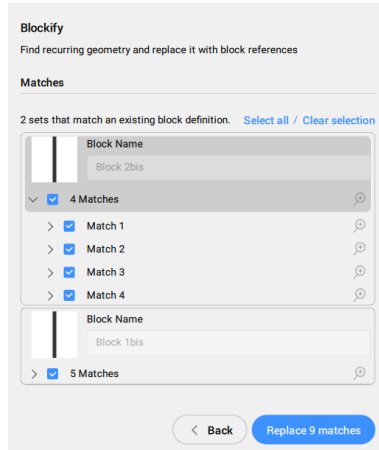 Blockify
Find recurring geometry and replace it with block references
Matches
2 sets that match an existing block definition. Select all / Clear selection
Block Name
Block 2bis
4 Matches
Match 1
Match 2
Match 3
Match 4
Block Name
Block 1bis
5 Matches
Back Replace 9 matches